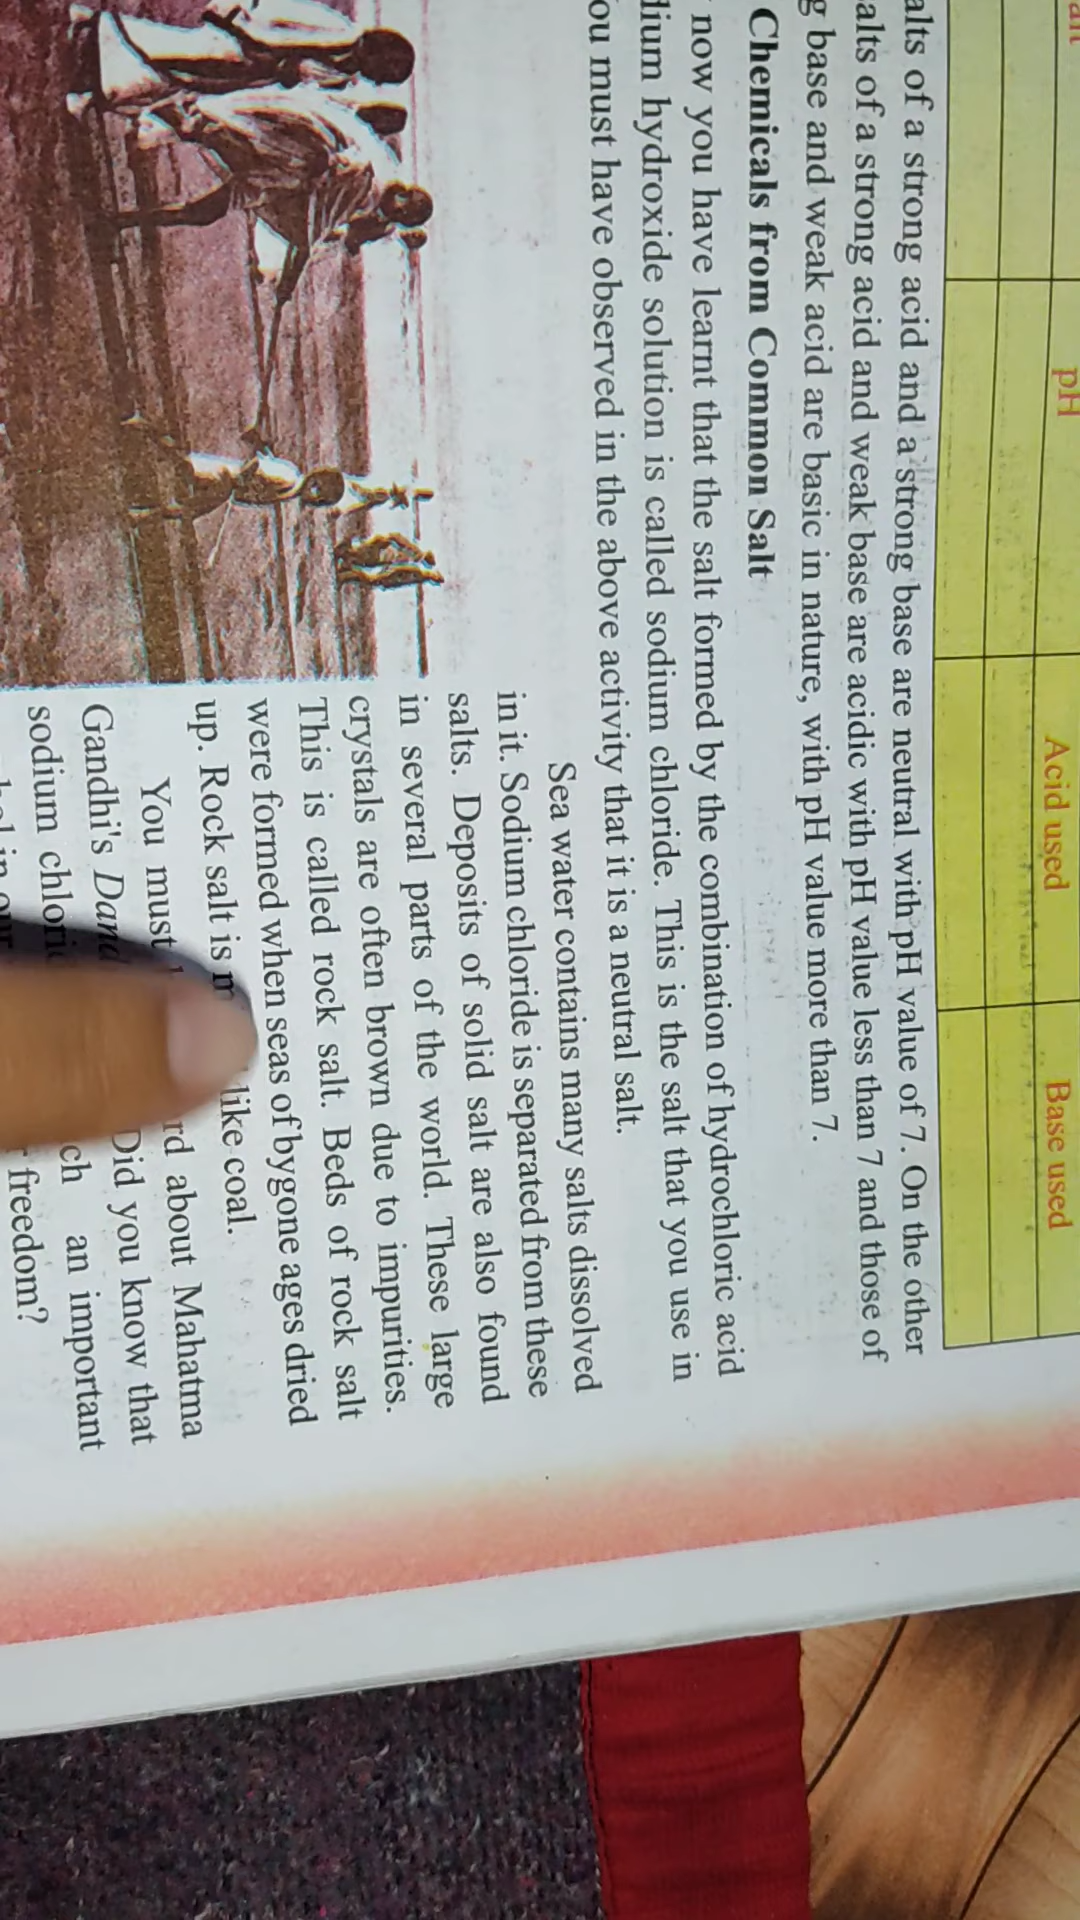 pH Acid used Base used
alts of a strong acid and a strong base are neutral with pH value of 7. On the other
alts of a strong acid and weak base are acidic with pH value less than 7 and those of
g base and weak acid are basic in nature, with pH value more than 7.
Chemicals from Common Salt
now you have learnt that the salt formed by the combination of hydrochloric acid
dium hydroxide solution is called sodium chloride. This is the salt that you use in
ou must have observed in the above activity that it is a neutral salt.
Sea water contains many salts dissolved
in it. Sodium chloride is separated from these
salts. Deposits of solid salt are also found
in several parts of the world. These large
crystals are often brown due to impurities.
This is called rock salt. Beds of rock salt
were formed when seas of bygone ages dried
up. Rock salt is like coal.
You must rd about Mahatma
Gandhi's Did you know that
sodium ch an important
freedom?